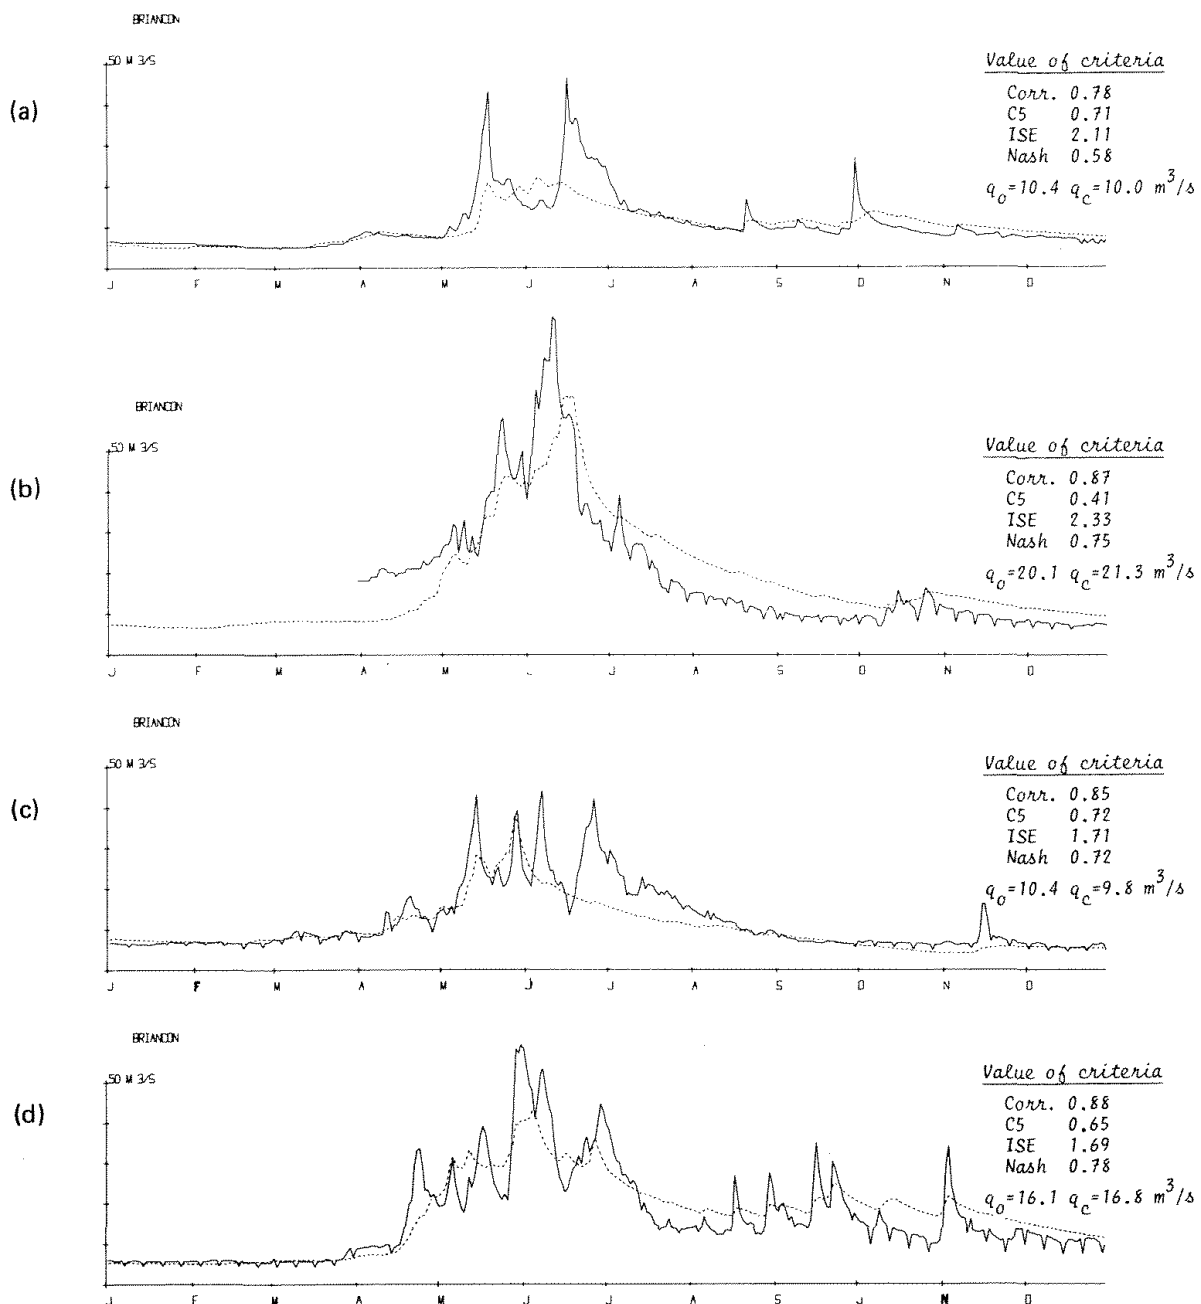 BRIANCON
50 M 3/S
(a)
Value of criteria
Corr. 0.78
C5 0.71
ISE 2.11
Nash 0.58
q₀=10.4 q_c=10.0 m³/s
J F M A M J J A S O N D
BRIANCON
50 M 3/S
(b)
Value of criteria
Corr. 0.87
C5 0.41
ISE 2.33
Nash 0.75
q₀=20.1 q_c=21.3 m³/s
J F M A M J J A S O N D
BRIANCON
50 M 3/S
(c)
Value of criteria
Corr. 0.85
C5 0.72
ISE 1.71
Nash 0.72
q₀=10.4 q_c=9.8 m³/s
J F M A M J J A S O N D
BRIANCON
50 M 3/S
(d)
Value of criteria
Corr. 0.88
C5 0.65
ISE 1.69
Nash 0.78
q₀=16.1 q_c=16.8 m³/s
J F M A M J J A S J N D